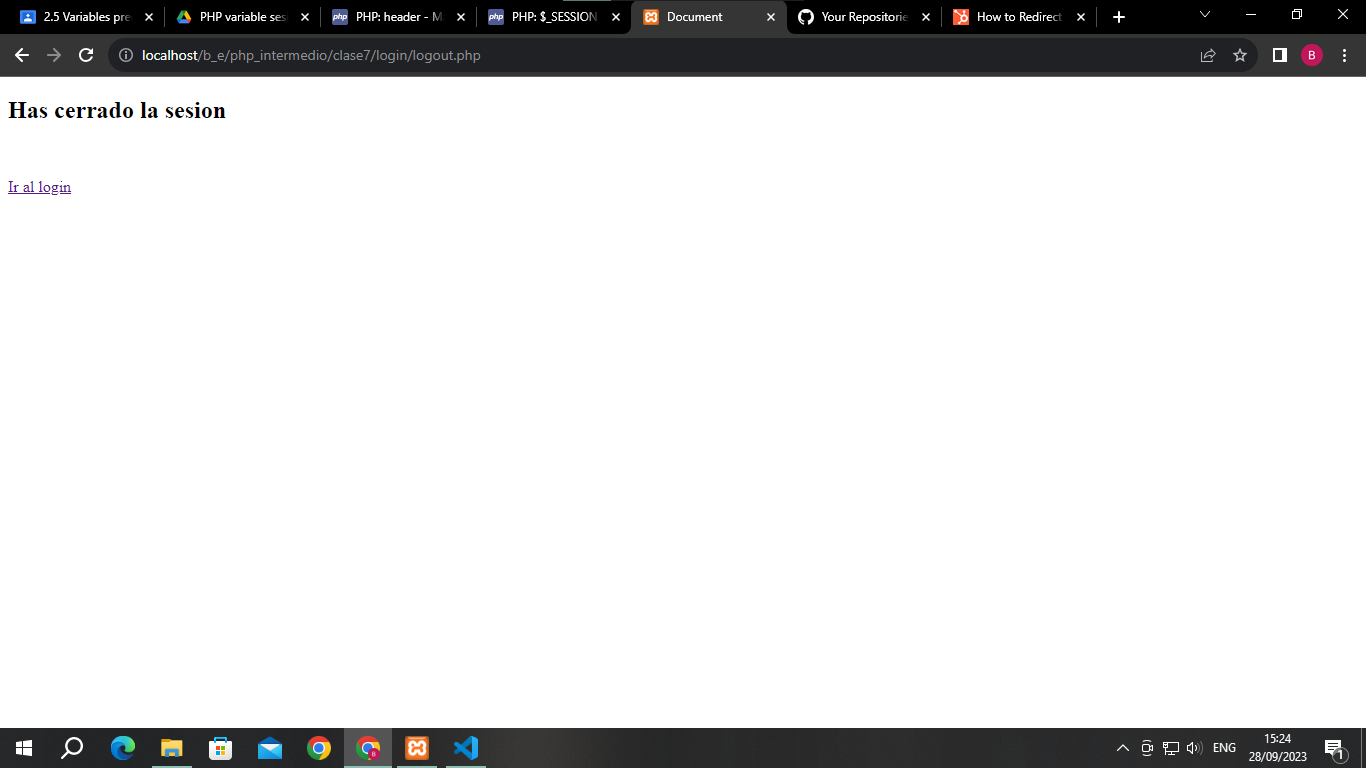 2.5 Variables pre
PHP variable ses
PHP: header - M
PHP: $_SESSION
Document
Your Repositorie
How to Redirect
localhost/b_e/php_intermedio/clase7/login/logout.php
B
Has cerrado la sesion
Ir al login
ENG
15:24
28/09/2023
1